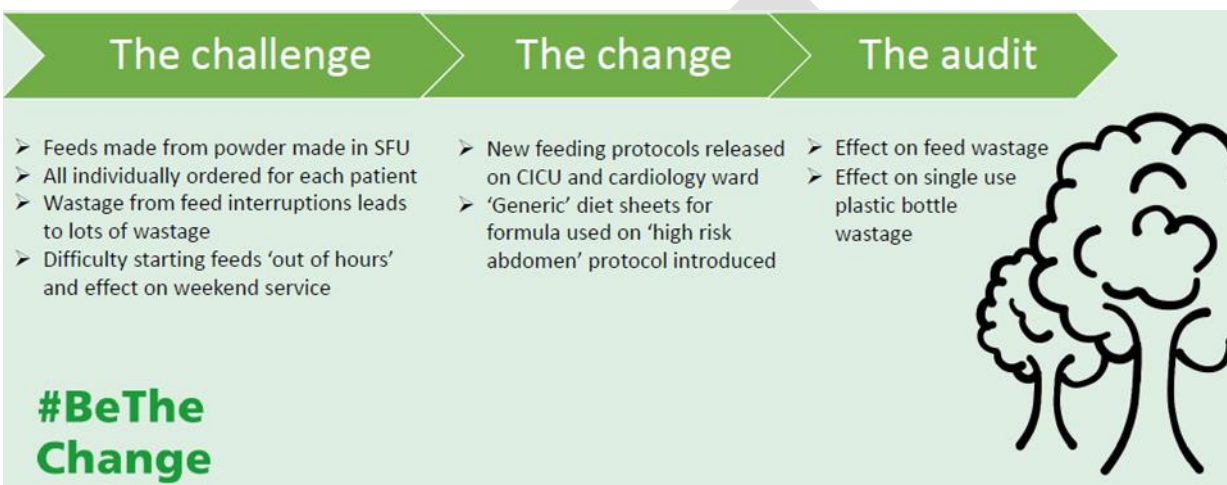 The challenge
The change
The audit
➤ Feeds made from powder made in SFU
➤ All individually ordered for each patient
➤ Wastage from feed interruptions leads
to lots of wastage
➤ Difficulty starting feeds ‘out of hours’
and effect on weekend service
➤ New feeding protocols released
on CICU and cardiology ward
➤ ‘Generic’ diet sheets for
formula used on ‘high risk
abdomen’ protocol introduced
➤ Effect on feed wastage
➤ Effect on single use
plastic bottle
wastage
#BeThe
Change